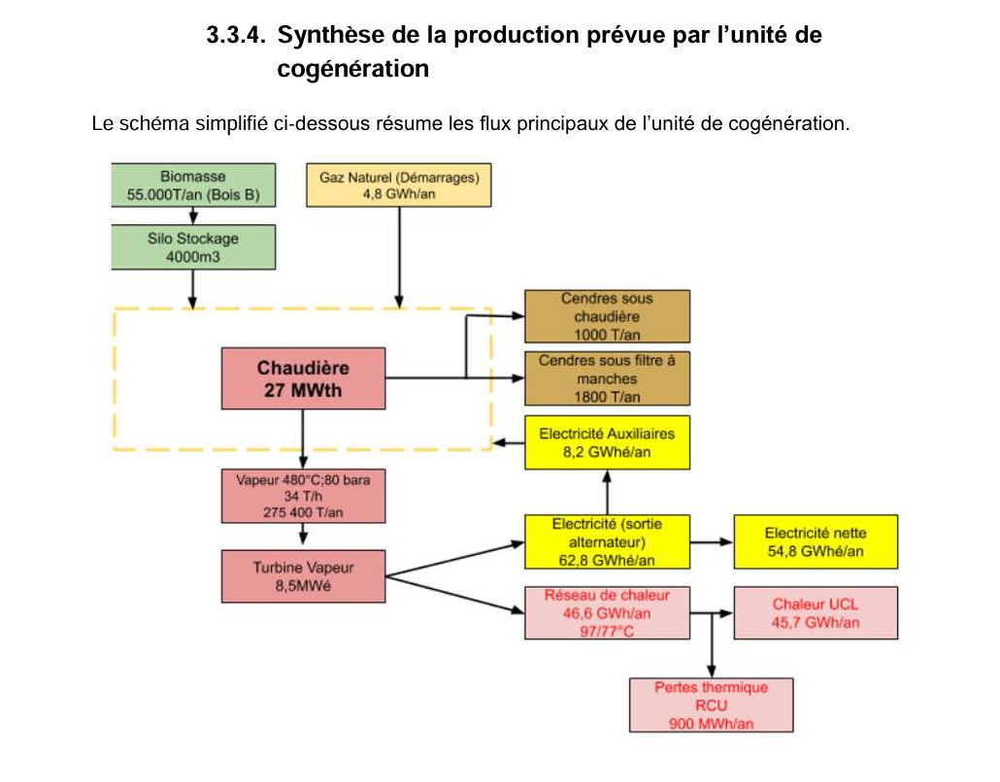 3.3.4. Synthèse de la production prévue par l’unité de
cogénération
Le schéma simplifié ci-dessous résume les flux principaux de l’unité de cogénération.
Biomasse
55.000T/an (Bois B)
Gaz Naturel (Démarrages)
4,8 GWh/an
Silo Stockage
4000m3
Cendres sous
chaudière
1000 T/an
Chaudière
27 MWth
Cendres sous filtre à
manches
1800 T/an
Electricité Auxiliaires
8,2 GWhé/an
Vapeur 480°C;80 bara
34 T/h
275 400 T/an
Electricité (sortie
alternateur)
62,8 GWhé/an
Electricité nette
54,8 GWhé/an
Turbine Vapeur
8,5MWé
Réseau de chaleur
46,6 GWh/an
97/77°C
Chaleur UCL
45,7 GWh/an
Pertes thermique
RCU
900 MWh/an